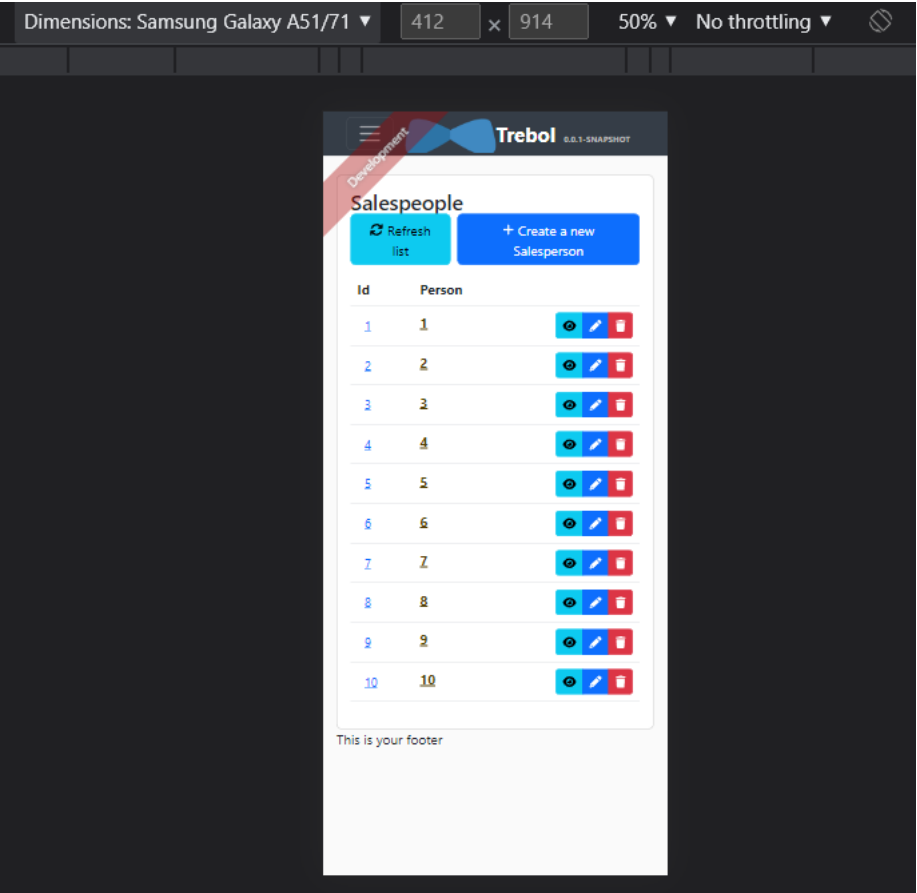 Dimensions: Samsung Galaxy A51/71 ▼ 412 × 914 50% ▼ No throttling ▼
Trebol 0.0.1-SNAPSHOT
Development
Salespeople
Refresh
list
+ Create a new
Salesperson
Id Person
1 1
2 2
3 3
4 4
5 5
6 6
7 7
8 8
9 9
10 10
This is your footer